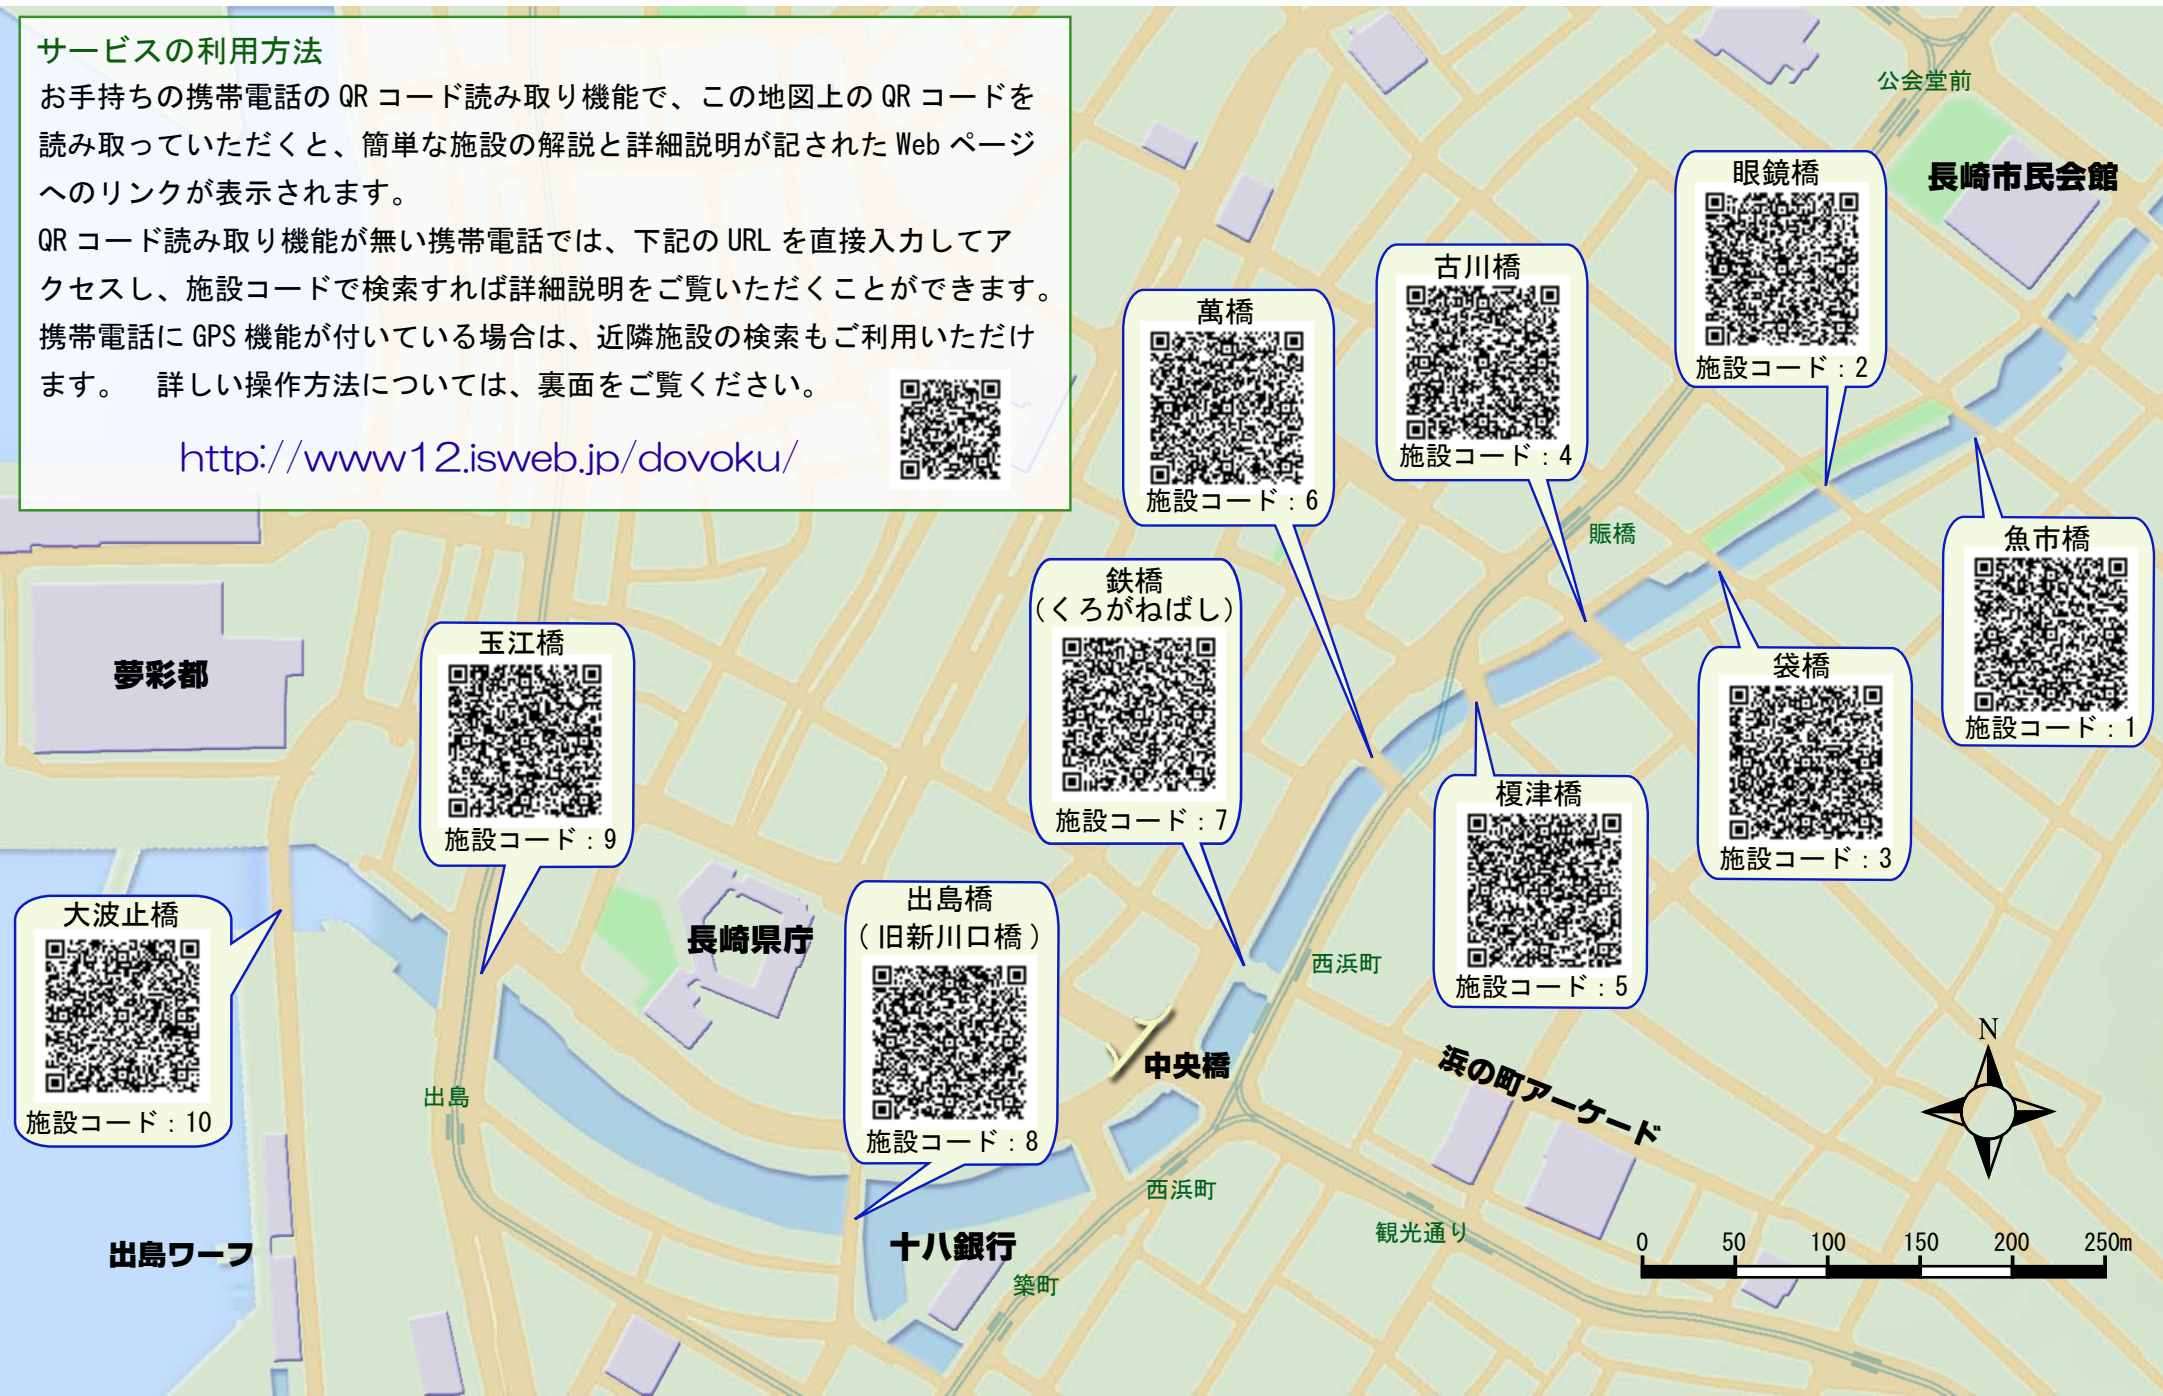 サービスの利用方法
お手持ちの携帯電話の QR コード読み取り機能で、この地図上の QR コードを
読み取っていただくと、簡単な施設の解説と詳細説明が記された Web ページ
へのリンクが表示されます。
QR コード読み取り機能が無い携帯電話では、下記の URL を直接入力してア
クセスし、施設コードで検索すれば詳細説明をご覧いただくことができます。
携帯電話に GPS 機能が付いている場合は、近隣施設の検索もご利用いただけ
ます。　詳しい操作方法については、裏面をご覧ください。
http://www12.isweb.jp/dovoku/
公会堂前
長崎市民会館
眼鏡橋
施設コード：2
古川橋
施設コード：4
萬橋
施設コード：6
賑橋
魚市橋
施設コード：1
鉄橋
（くろがねばし）
施設コード：7
袋橋
施設コード：3
榎津橋
施設コード：5
夢彩都
玉江橋
施設コード：9
大波止橋
施設コード：10
長崎県庁
出島橋
（旧新川口橋）
施設コード：8
西浜町
中央橋
浜の町アーケード
出島
西浜町
観光通り
出島ワーフ
十八銀行
築町
N
0 50 100 150 200 250m